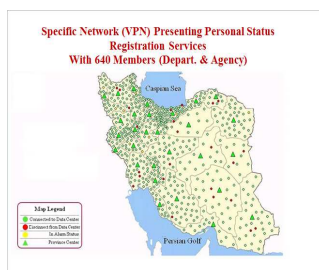 Specific Network (VPN) Presenting Personal Status
Registration Services
With 640 Members (Depart. & Agency)
Caspian Sea
Map Legend
Connected to Data Center
Disconnect from Data Center
In Alarm Status
Province Center
Persian Golf